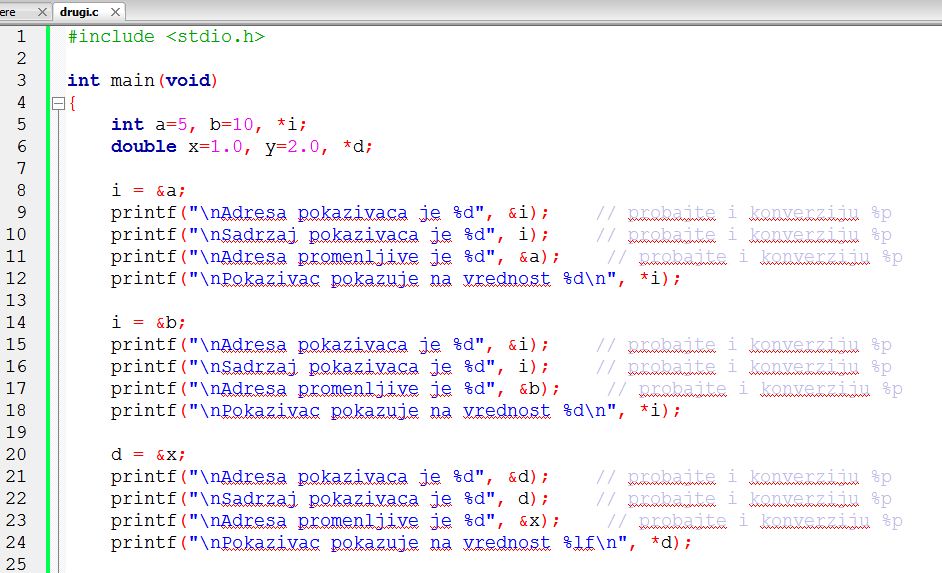 ere drugi.c
1 #include <stdio.h>
2
3 int main(void)
4 {
5 int a=5, b=10, *i;
6 double x=1.0, y=2.0, *d;
7
8 i = &a;
9 printf("\nAdresa pokazivaca je %d", &i); // probajte i konverziju %p
10 printf("\nSadrzaj pokazivaca je %d", i); // probajte i konverziju %p
11 printf("\nAdresa promenljive je %d", &a); // probajte i konverziju %p
12 printf("\nPokazivac pokazuje na vrednost %d\n", *i);
13
14 i = &b;
15 printf("\nAdresa pokazivaca je %d", &i); // probajte i konverziju %p
16 printf("\nSadrzaj pokazivaca je %d", i); // probajte i konverziju %p
17 printf("\nAdresa promenljive je %d", &b); // probajte i konverziju %p
18 printf("\nPokazivac pokazuje na vrednost %d\n", *i);
19
20 d = &x;
21 printf("\nAdresa pokazivaca je %d", &d); // probajte i konverziju %p
22 printf("\nSadrzaj pokazivaca je %d", d); // probajte i konverziju %p
23 printf("\nAdresa promenljive je %d", &x); // probajte i konverziju %p
24 printf("\nPokazivac pokazuje na vrednost %lf\n", *d);
25